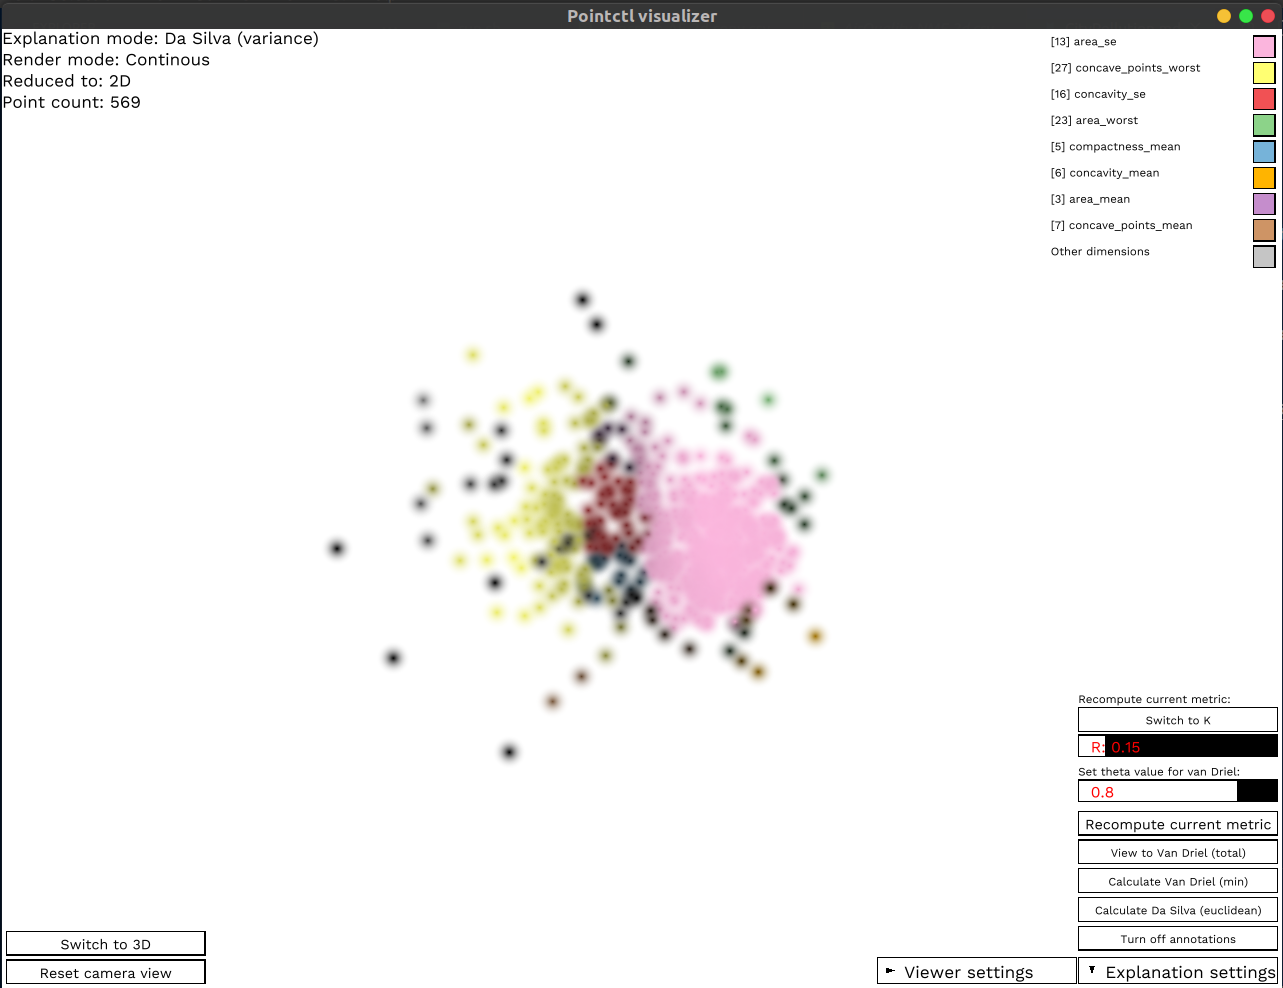 Pointctl visualizer
Explanation mode: Da Silva (variance)
Render mode: Continous
Reduced to: 2D
Point count: 569
[13] area_se
[27] concave_points_worst
[16] concavity_se
[23] area_worst
[5] compactness_mean
[6] concavity_mean
[3] area_mean
[7] concave_points_mean
Other dimensions
Recompute current metric:
Switch to K
R: 0.15
Set theta value for van Driel:
0.8
Recompute current metric
View to Van Driel (total)
Calculate Van Driel (min)
Calculate Da Silva (euclidean)
Turn off annotations
Switch to 3D
Reset camera view
Viewer settings
Explanation settings